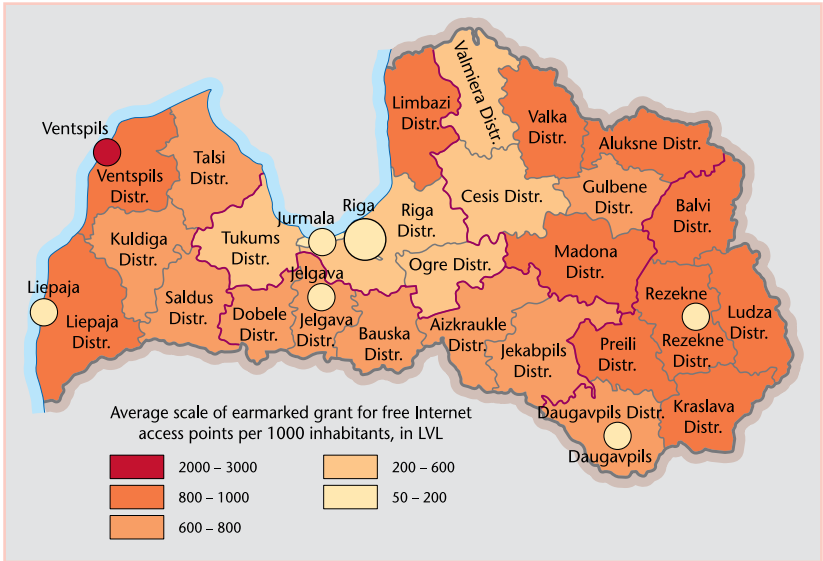 Ventspils
Ventspils
Distr.
Talsi
Distr.
Kuldiga
Distr.
Liepaja
Liepaja
Distr.
Saldus
Distr.
Tukums
Distr.
Dobele
Distr.
Jurmala
Riga
Riga
Distr.
Jelgava
Jelgava
Distr.
Bauska
Distr.
Ogre Distr.
Limbazi
Distr.
Valmiera Distr.
Valka
Distr.
Cesis Distr.
Aluksne Distr.
Gulbene
Distr.
Balvi
Distr.
Madona
Distr.
Aizkraukle
Distr.
Jekabpils
Distr.
Preili
Distr.
Rezekne
Rezekne
Distr.
Ludza
Distr.
Kraslava
Distr.
Daugavpils Distr.
Daugavpils
Average scale of earmarked grant for free Internet
access points per 1000 inhabitants, in LVL
2000 – 3000
800 – 1000
600 – 800
200 – 600
50 – 200